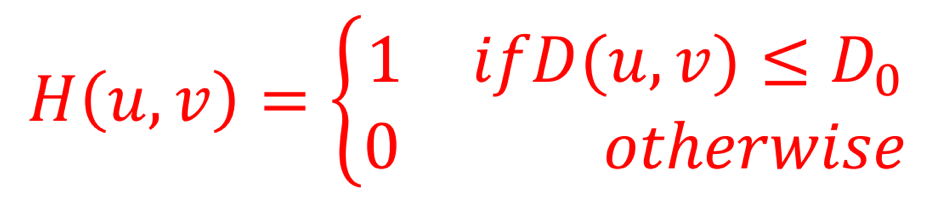 H(u, v) = { 1 ifD(u, v) ≤ D₀
0 otherwise